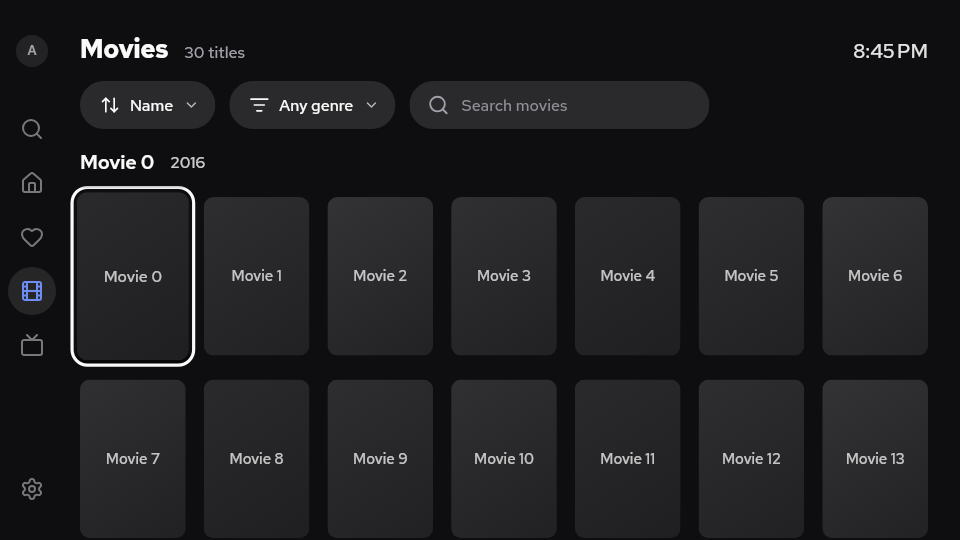 A
Movies 30 titles
8:45 PM
Name
Any genre
Search movies
Movie 0 2016
Movie 0
Movie 1
Movie 2
Movie 3
Movie 4
Movie 5
Movie 6
Movie 7
Movie 8
Movie 9
Movie 10
Movie 11
Movie 12
Movie 13